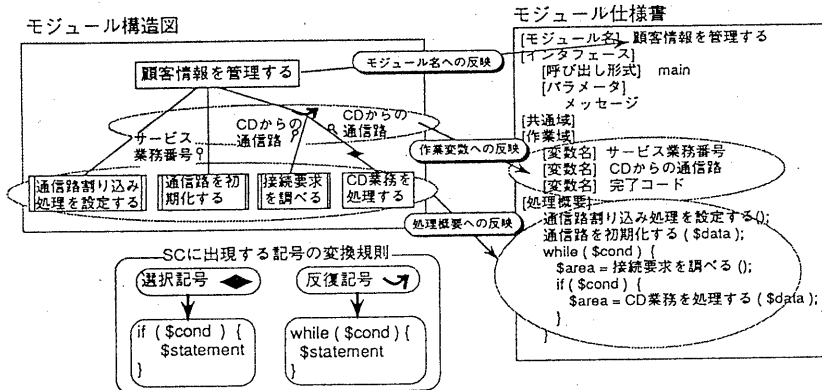 モジュール構造図
顧客情報を管理する
サービス
業務番号
CDからの
通信路
CDからの
通信路
通信路割り込み
処理を設定する
通信路を初
期化する
接続要求
を調べる
CD業務を
処理する
モジュール名への反映
作業変数への反映
処理概要への反映
SCに出現する記号の変換規則
選択記号
反復記号
if ( $cond ) {
$statement
}
while ( $cond) {
$statement
}
モジュール仕様書
[モジュール名] 顧客情報を管理する
[インタフェース]
[呼び出し形式] main
[パラメータ]
メッセージ
[共通域]
[作業域]
[変数名] サービス業務番号
[変数名] CDからの通信路
[変数名] 完了コード
[処理概要]
通信路割り込み処理を設定する();
通信路を初期化する ( $data );
while ( $cond ) {
$area = 接続要求を調べる ();
if ( $cond ) {
$area = CD業務を処理する ( $data );
}
}